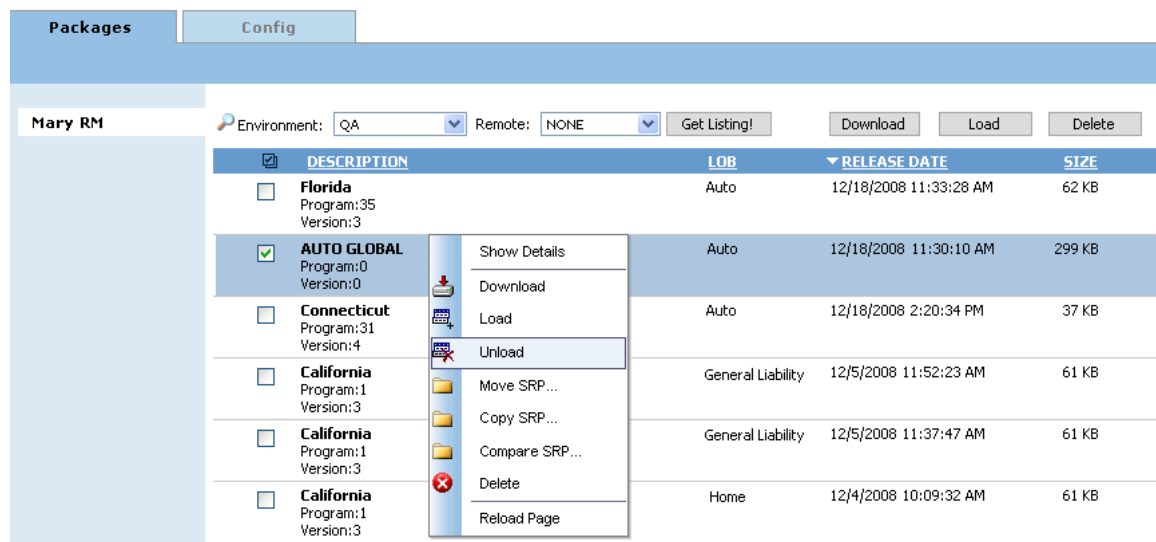 Packages Config
Mary RM
Environment: QA Remote: NONE Get Listing! Download Load Delete
DESCRIPTION LOB RELEASE DATE SIZE
Florida Auto 12/18/2008 11:33:28 AM 62 KB
Program:35
Version:3
AUTO GLOBAL Auto 12/18/2008 11:30:10 AM 299 KB
Program:0
Version:0
Connecticut Auto 12/18/2008 2:20:34 PM 37 KB
Program:31
Version:4
California General Liability 12/5/2008 11:52:23 AM 61 KB
Program:1
Version:3
California General Liability 12/5/2008 11:37:47 AM 61 KB
Program:1
Version:3
California Home 12/4/2008 10:09:32 AM 61 KB
Program:1
Version:3
Show Details
Download
Load
Unload
Move SRP...
Copy SRP...
Compare SRP...
Delete
Reload Page